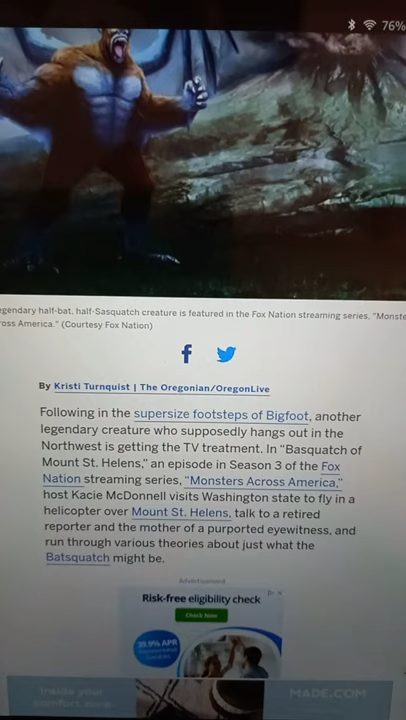 76%
egendary half-bat, half-Sasquatch creature is featured in the Fox Nation streaming series, "Monste
ross America." (Courtesy Fox Nation)
By Kristi Turnquist | The Oregonian/OregonLive
Following in the supersize footsteps of Bigfoot, another
legendary creature who supposedly hangs out in the
Northwest is getting the TV treatment. In “Basquatch of
Mount St. Helens,” an episode in Season 3 of the Fox
Nation streaming series, “Monsters Across America,”
host Kacie McDonnell visits Washington state to fly in a
helicopter over Mount St. Helens, talk to a retired
reporter and the mother of a purported eyewitness, and
run through various theories about just what the
Batsquatch might be.
Advertisement
Risk-free eligibility check
Check Now
Inside your
comfort zone
MADE.COM